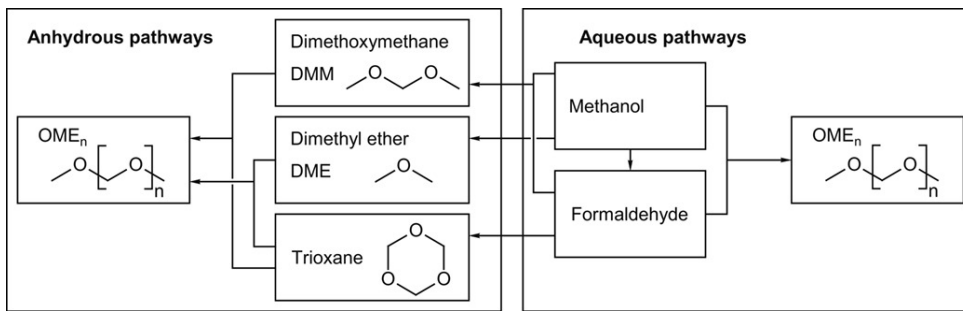 Anhydrous pathways
Dimethoxymethane
DMM
O
O
OMEₙ
O
O
n
Dimethyl ether
DME
O
Trioxane
O
O
O
Aqueous pathways
Methanol
Formaldehyde
OMEₙ
O
O
n